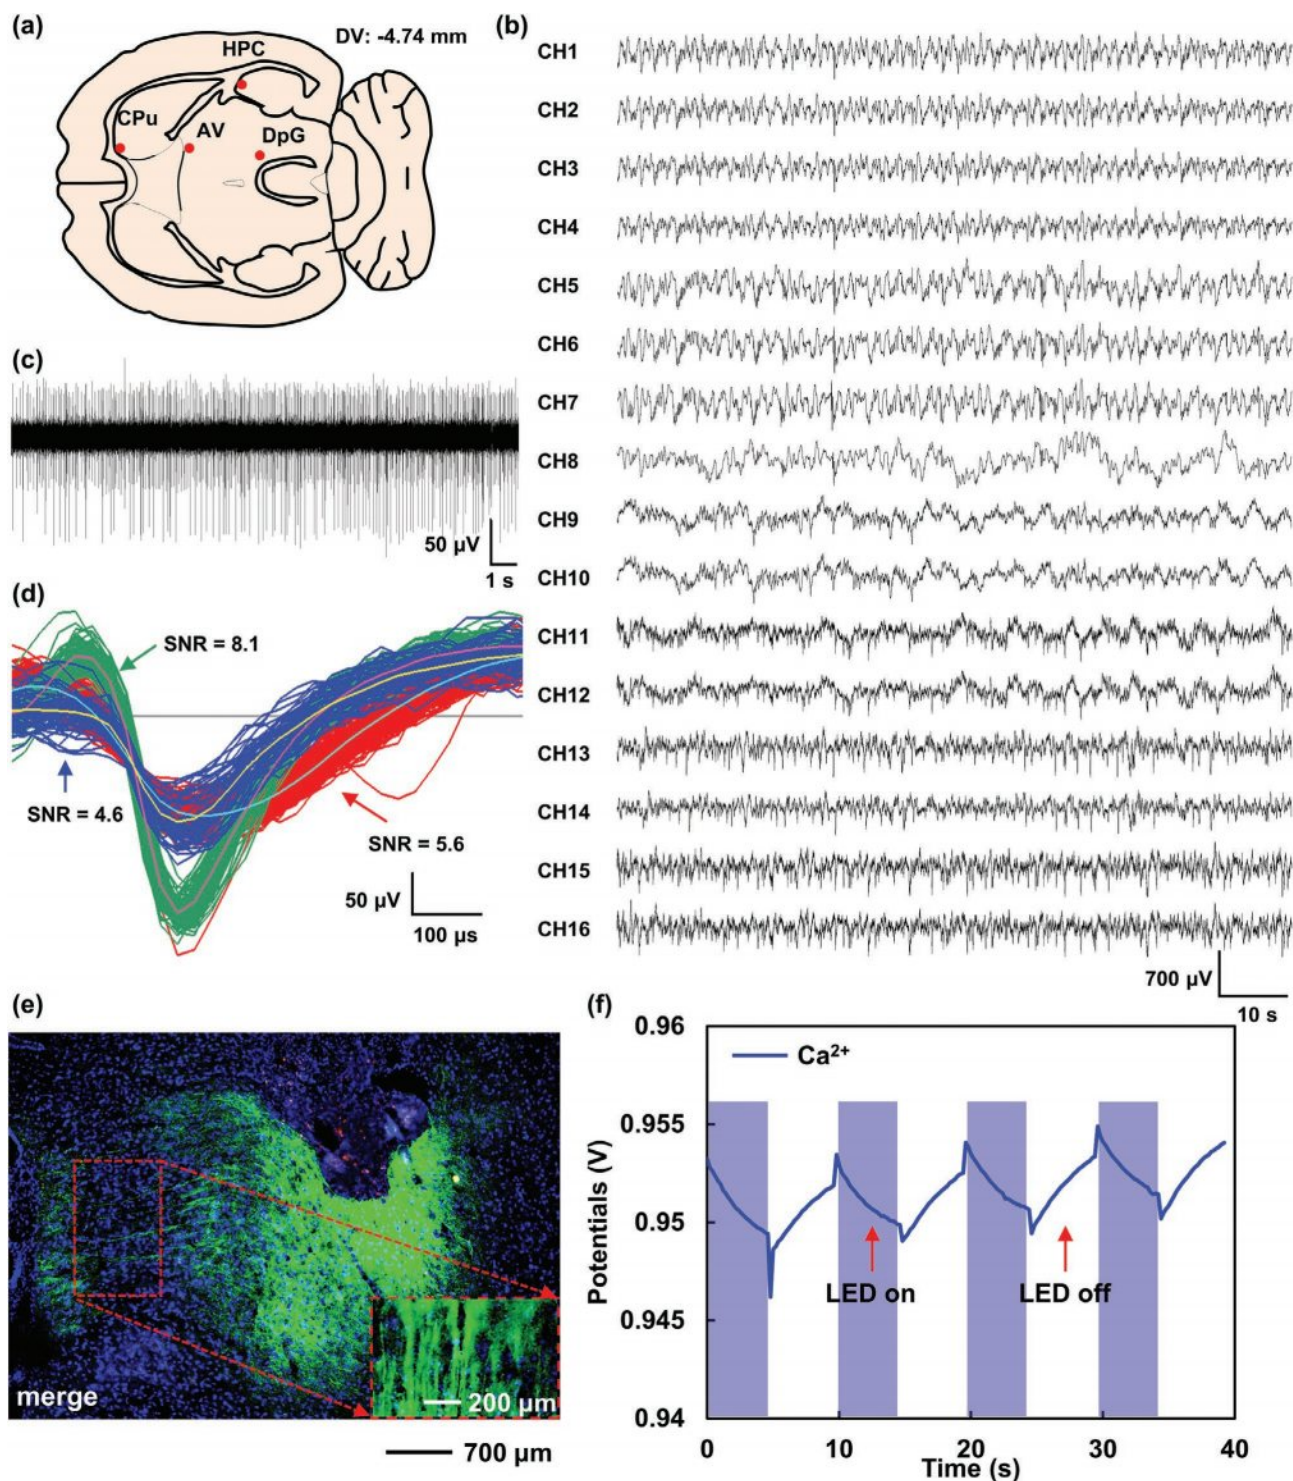 (a)
DV: -4.74 mm
HPC
CPu
AV
DpG
(b)
CH1
CH2
CH3
CH4
CH5
CH6
CH7
CH8
CH9
CH10
CH11
CH12
CH13
CH14
CH15
CH16
700 µV
10 s
(c)
50 µV
1 s
(d)
SNR = 8.1
SNR = 4.6
SNR = 5.6
50 µV
100 µs
(e)
merge
200 µm
700 µm
(f)
Ca²⁺
0.96
0.955
0.95
0.945
0.94
Potentials (V)
LED on
LED off
0
10
20
30
40
Time (s)